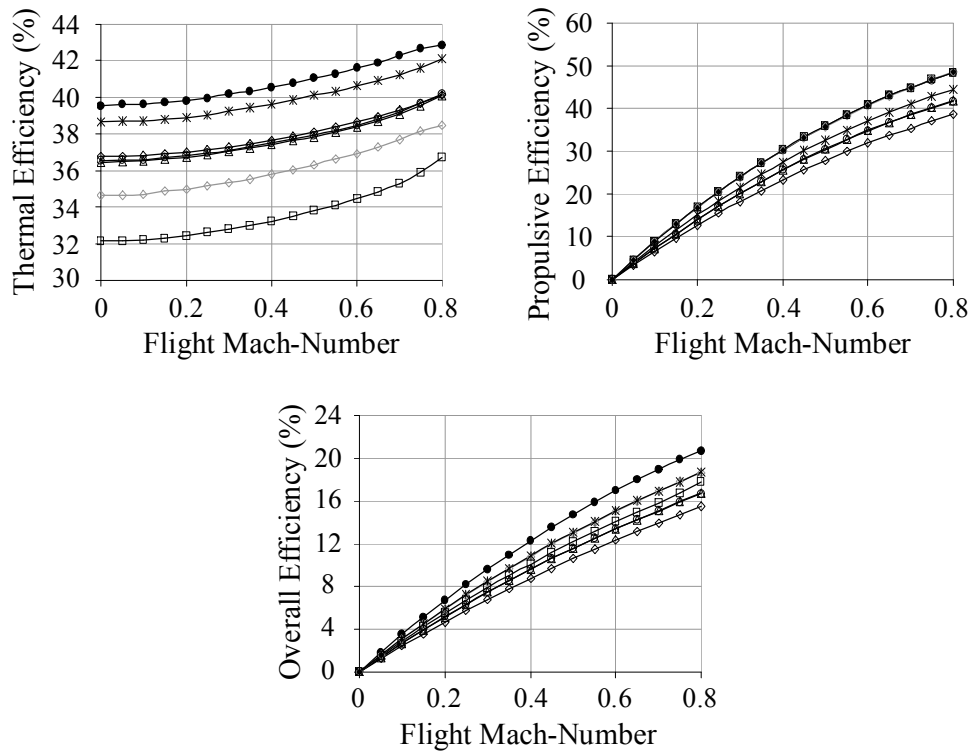 Thermal Efficiency (%)
44
42
40
38
36
34
32
30
0 0.2 0.4 0.6 0.8
Flight Mach-Number
Propulsive Efficiency (%)
60
50
40
30
20
10
0
0 0.2 0.4 0.6 0.8
Flight Mach-Number
Overall Efficiency (%)
24
20
16
12
8
4
0
0 0.2 0.4 0.6 0.8
Flight Mach-Number